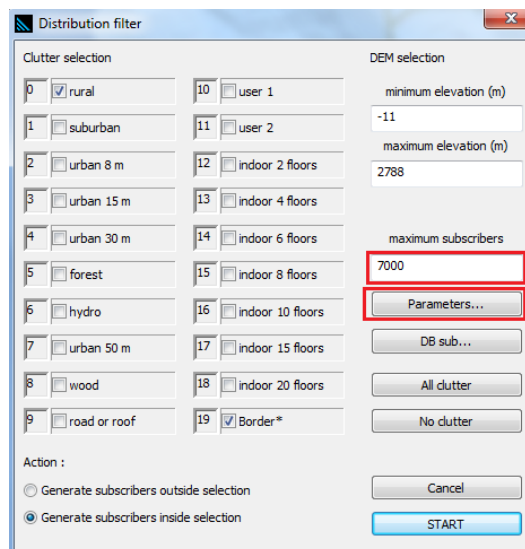 Distribution filter
Clutter selection
DEM selection
0 rural
10 user 1
minimum elevation (m)
1 suburban
11 user 2
-11
2 urban 8 m
12 indoor 2 floors
maximum elevation (m)
2788
3 urban 15 m
13 indoor 4 floors
4 urban 30 m
14 indoor 6 floors
maximum subscribers
5 forest
15 indoor 8 floors
7000
6 hydro
16 indoor 10 floors
Parameters...
7 urban 50 m
17 indoor 15 floors
DB sub...
8 wood
18 indoor 20 floors
All clutter
9 road or roof
19 Border*
No clutter
Action :
Generate subscribers outside selection
Cancel
Generate subscribers inside selection
START